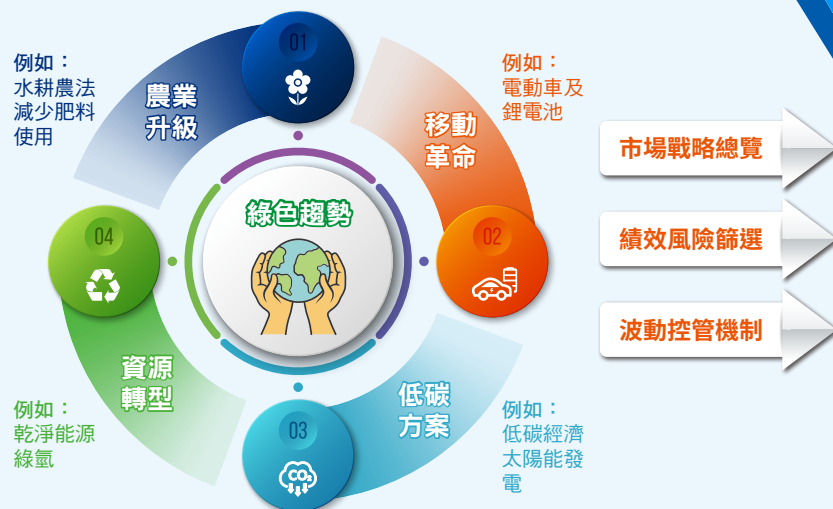 01
農業
升級
例如：
水耕農法
減少肥料
使用
移動
革命
例如：
電動車及
鋰電池
02
綠色趨勢
04
資源
轉型
例如：
乾淨能源
綠氫
03
CO₂
低碳
方案
例如：
低碳經濟
太陽能發
電
市場戰略總覽
績效風險篩選
波動控管機制